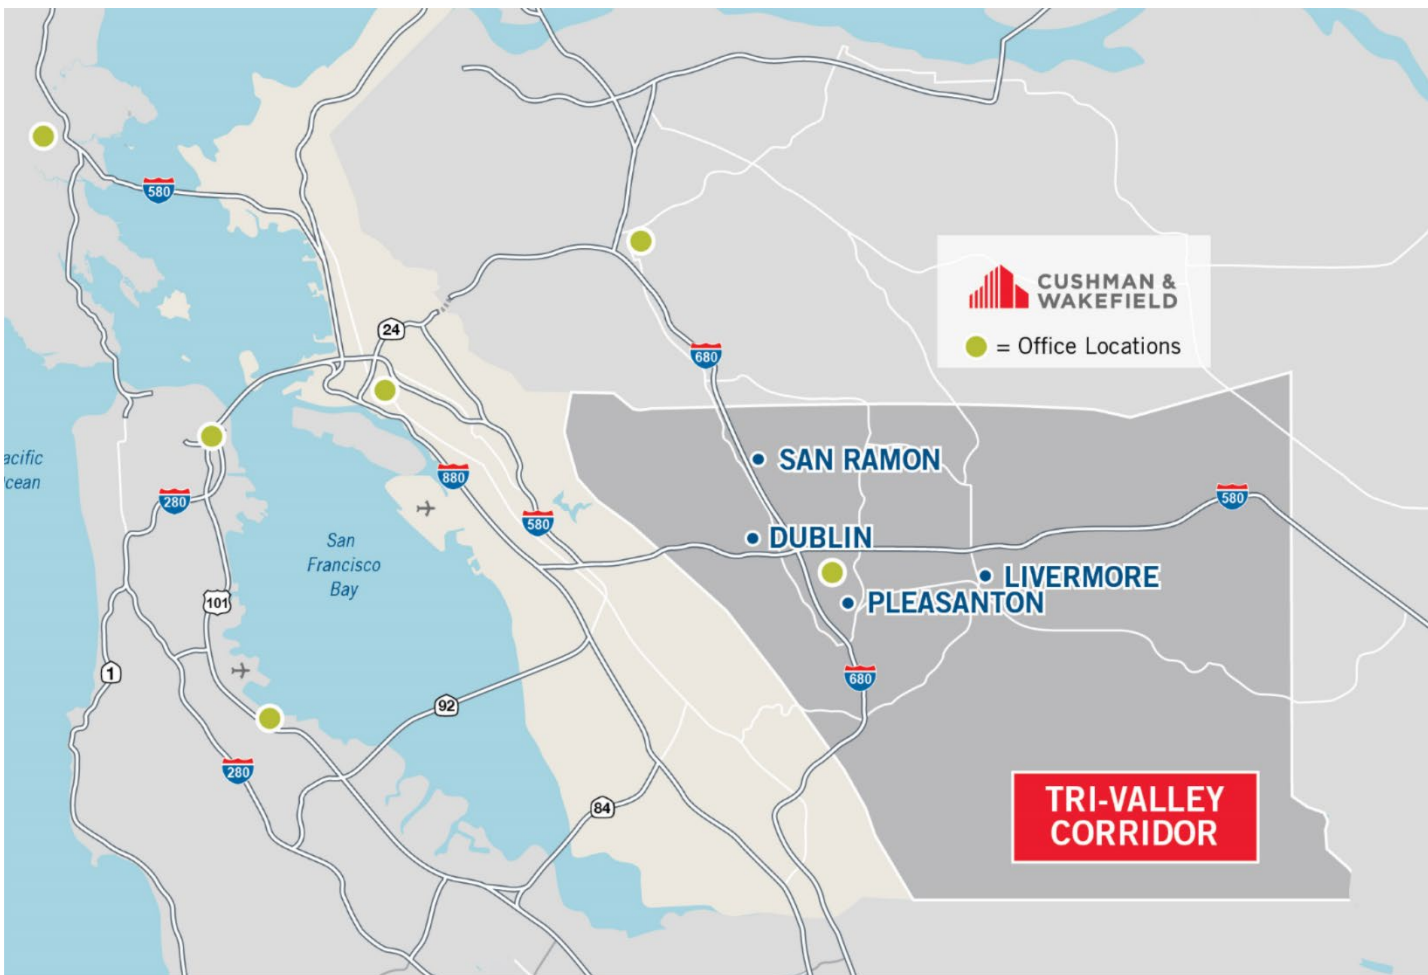 580
CUSHMAN &
WAKEFIELD
= Office Locations
24
680
SAN RAMON
acific
cean
880
580
280
580
San
Francisco
Bay
DUBLIN
LIVERMORE
PLEASANTON
101
1
680
92
280
84
TRI-VALLEY
CORRIDOR